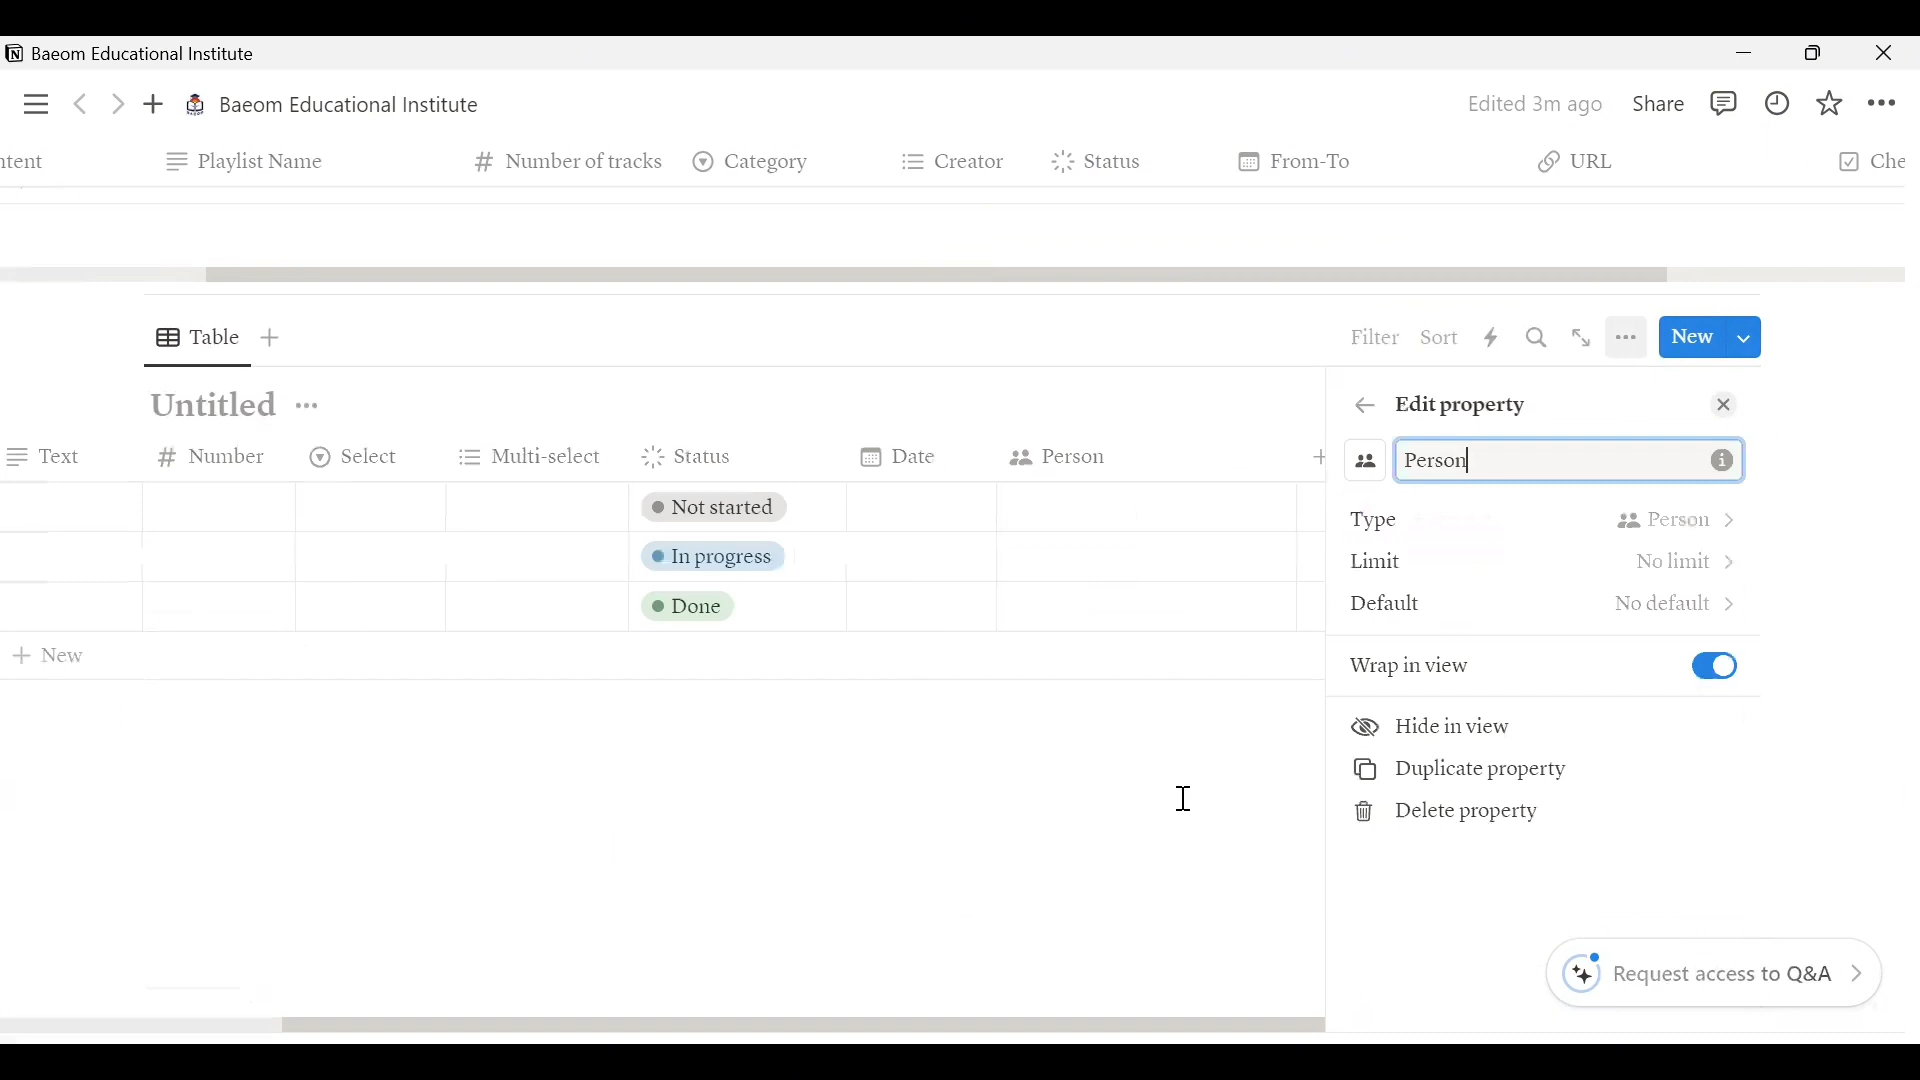 Baeom Educational Institute
Baeom Educational Institute
Edited 3m ago Share
Playlist Name Number of tracks Category Creator Status From-To URL
Table
Filter Sort New
Untitled
Edit property
Text Number Select Multi-select Status Date Person
Person
Not started
Type Person
In progress
Limit No limit
Done
Default No default
New
Wrap in view
Hide in view
Duplicate property
Delete property
Request access to Q&A